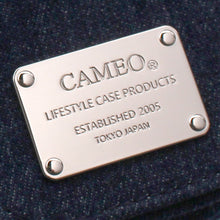 CAMEO®
LIFESTYLE CASE PRODUCTS
ESTABLISHED 2005
TOKYO JAPAN